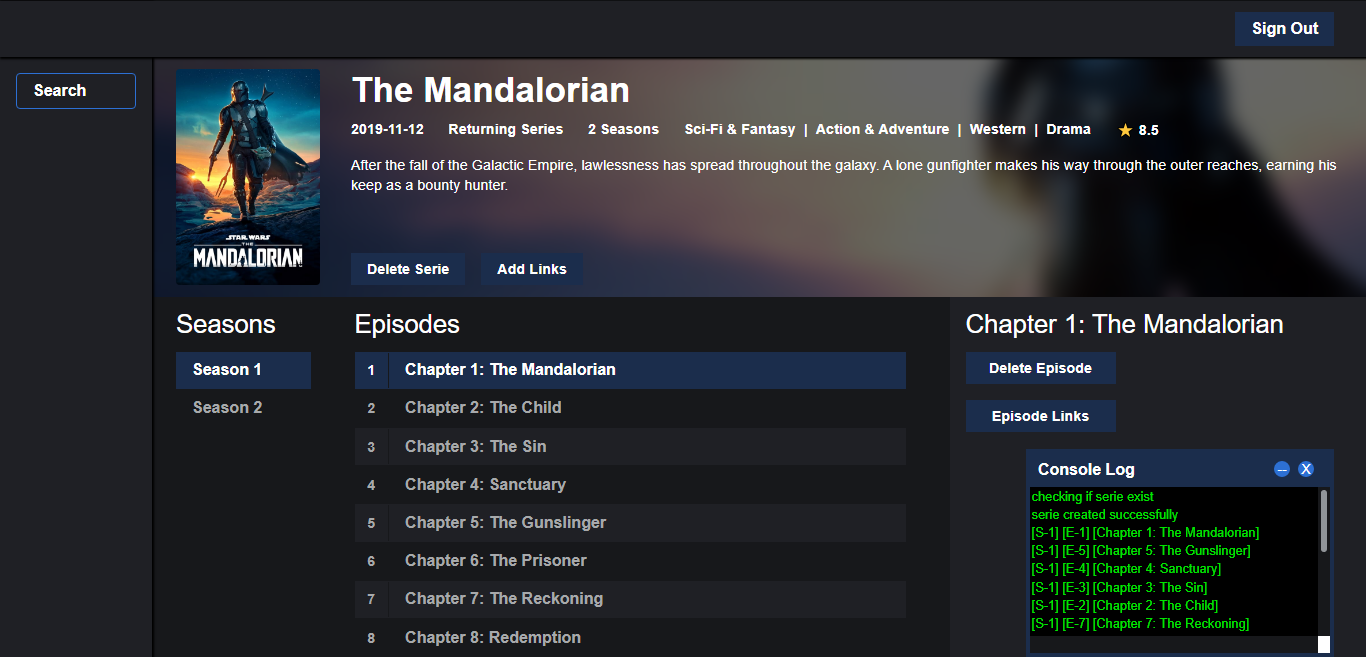 Sign Out
Search
STAR WARS
THE
MANDALORIAN
The Mandalorian
2019-11-12 Returning Series 2 Seasons Sci-Fi & Fantasy | Action & Adventure | Western | Drama ★ 8.5
After the fall of the Galactic Empire, lawlessness has spread throughout the galaxy. A lone gunfighter makes his way through the outer reaches, earning his
keep as a bounty hunter.
Delete Serie Add Links
Seasons
Season 1
Season 2
Episodes
1 Chapter 1: The Mandalorian
2 Chapter 2: The Child
3 Chapter 3: The Sin
4 Chapter 4: Sanctuary
5 Chapter 5: The Gunslinger
6 Chapter 6: The Prisoner
7 Chapter 7: The Reckoning
8 Chapter 8: Redemption
Chapter 1: The Mandalorian
Delete Episode
Episode Links
Console Log – X
checking if serie exist
serie created successfully
[S-1] [E-1] [Chapter 1: The Mandalorian]
[S-1] [E-5] [Chapter 5: The Gunslinger]
[S-1] [E-4] [Chapter 4: Sanctuary]
[S-1] [E-3] [Chapter 3: The Sin]
[S-1] [E-2] [Chapter 2: The Child]
[S-1] [E-7] [Chapter 7: The Reckoning]